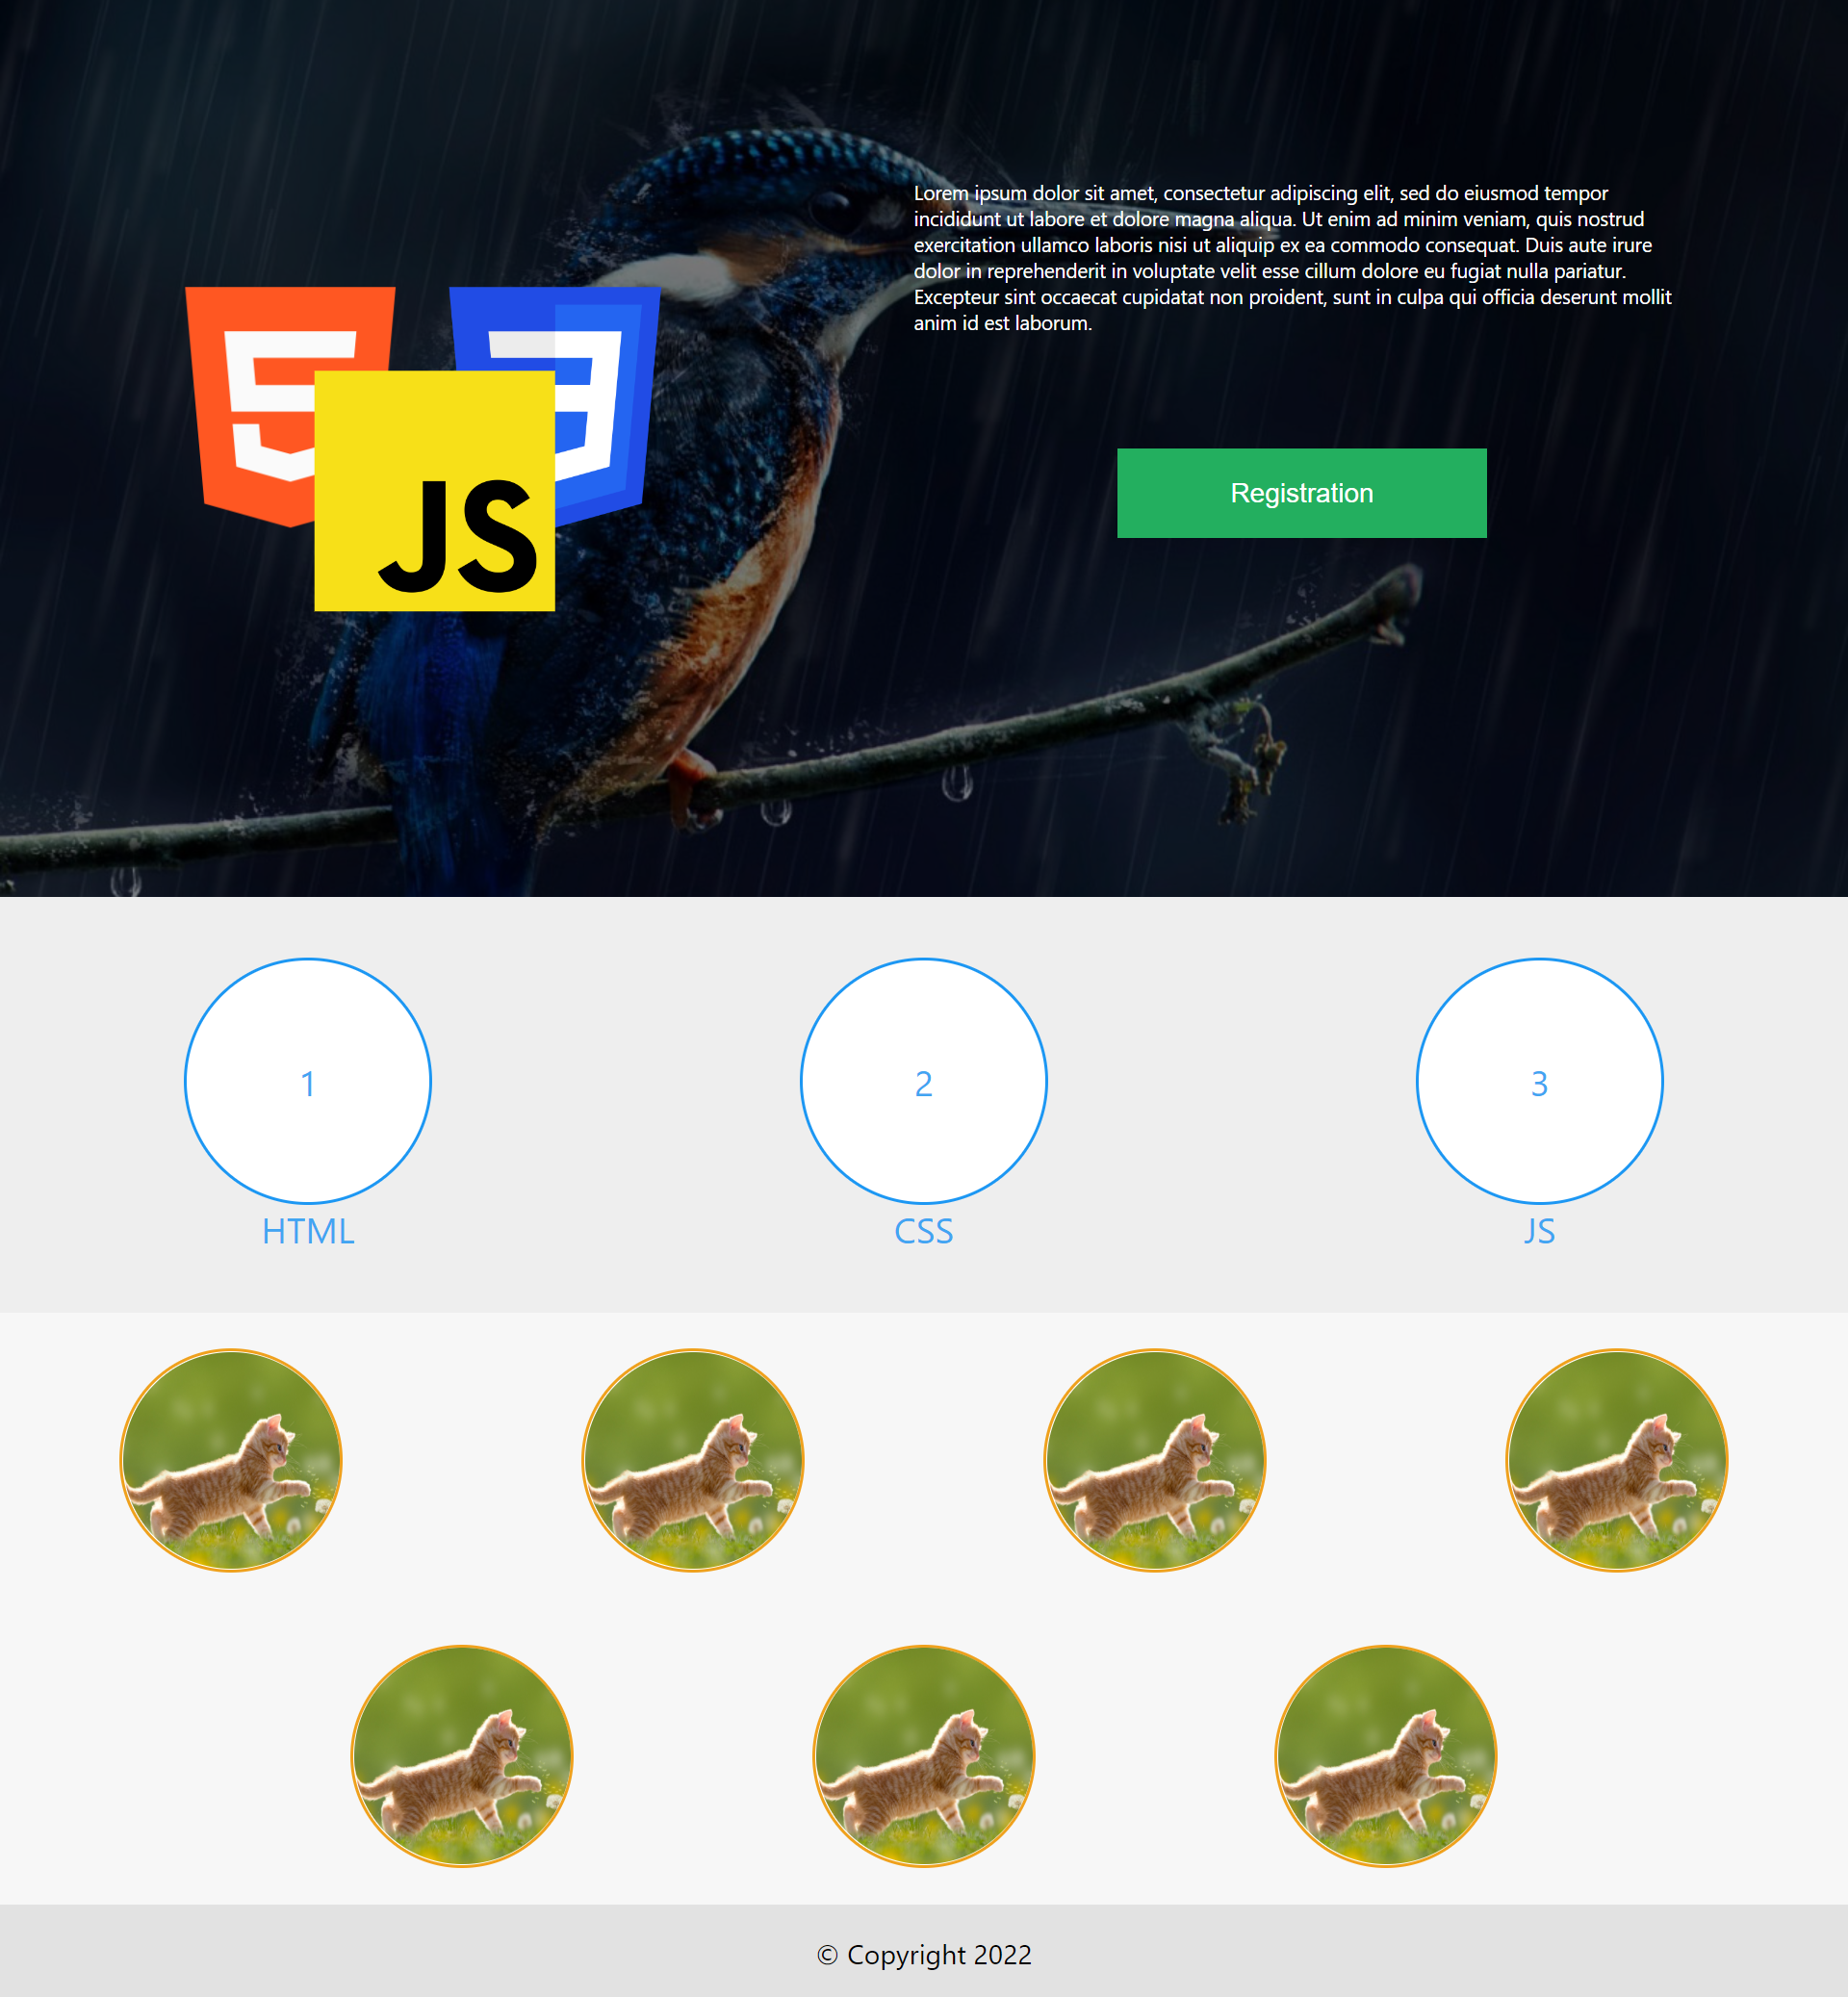 Lorem ipsum dolor sit amet, consectetur adipiscing elit, sed do eiusmod tempor
incididunt ut labore et dolore magna aliqua. Ut enim ad minim veniam, quis nostrud
exercitation ullamco laboris nisi ut aliquip ex ea commodo consequat. Duis aute irure
dolor in reprehenderit in voluptate velit esse cillum dolore eu fugiat nulla pariatur.
Excepteur sint occaecat cupidatat non proident, sunt in culpa qui officia deserunt mollit
anim id est laborum.
5 3
JS
Registration
1 2 3
HTML CSS JS
© Copyright 2022